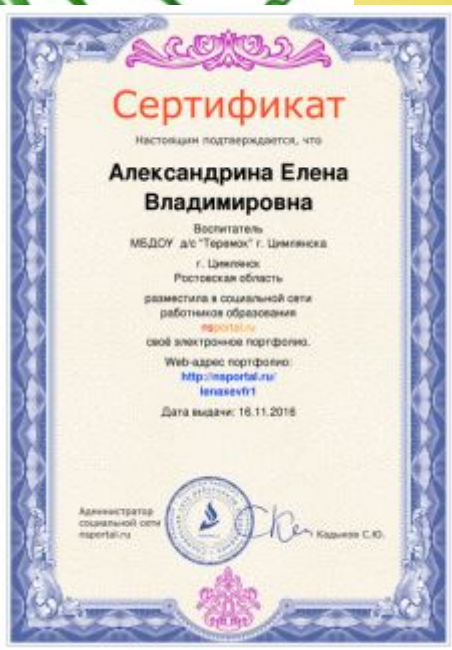 Сертификат
Настоящим подтверждается, что
Александрина Елена
Владимировна
Воспитатель
МБДОУ д/с "Теремок" г. Цимлянска
г. Цимлянск
Ростовская область
разместила в социальной сети
работников образования
nsportal.ru
своё электронное портфолио.
Web-адрес портфолио:
http://nsportal.ru/
lenasevfr1
Дата выдачи: 16.11.2016
Администратор
социальной сети
nsportal.ru
Кадыков С.Ю.